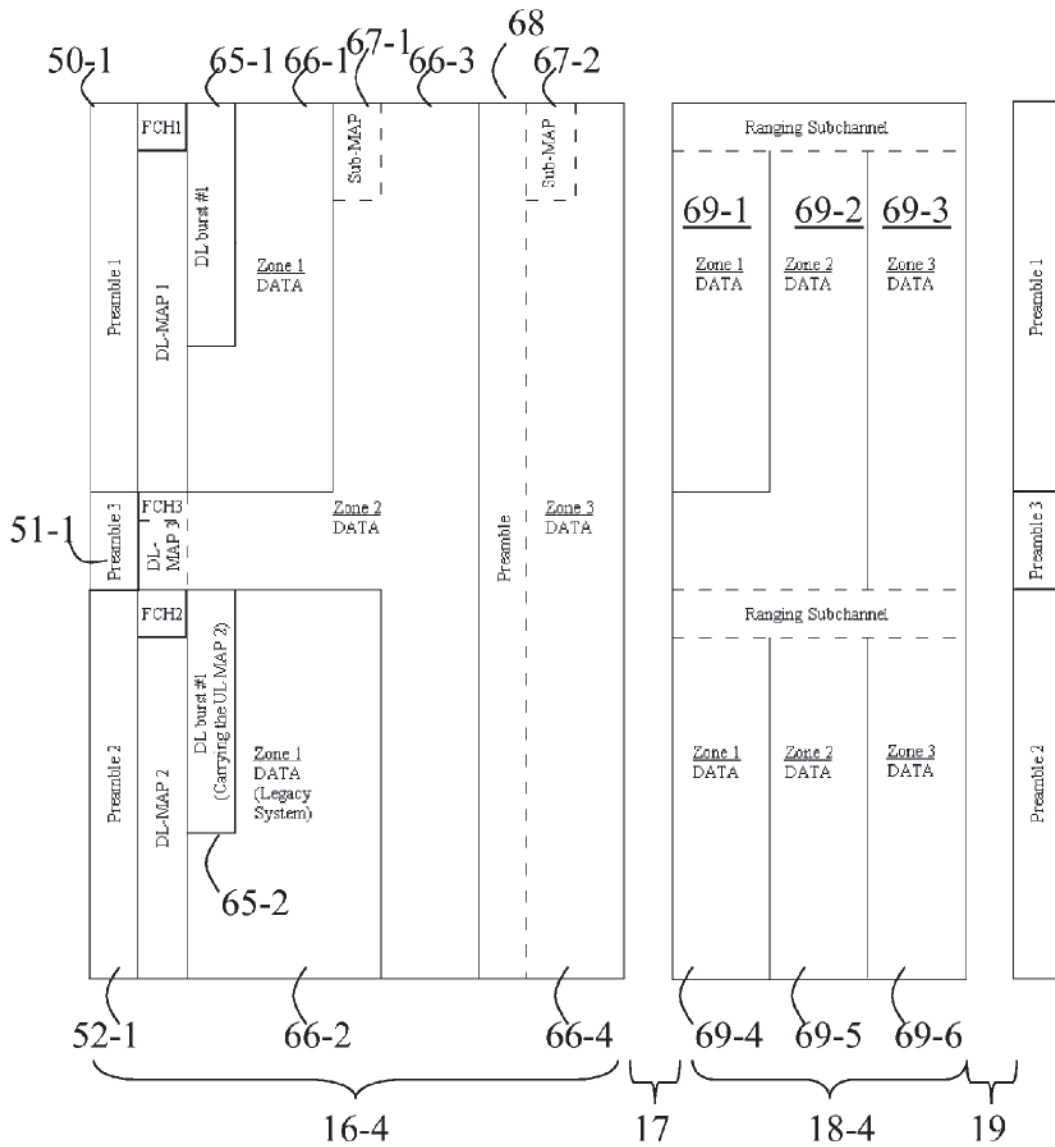 50-1
65-1
66-1
67-1
66-3
68
67-2
FCH1
Preamble 1
DL-MAP 1
DL burst #1
Zone 1
DATA
Sub-MAP
Sub-MAP
Ranging Subchannel
69-1
69-2
69-3
Zone 1
DATA
Zone 2
DATA
Zone 3
DATA
Preamble 1
51-1
Preamble 3
FCH3
DL-
MAP 3
Zone 2
DATA
Preamble
Zone 3
DATA
Preamble 3
Preamble 2
FCH2
DL-MAP 2
DL burst #1
(Carrying the UL-MAP 2)
Zone 1
DATA
(Legacy
System)
65-2
Ranging Subchannel
Zone 1
DATA
Zone 2
DATA
Zone 3
DATA
Preamble 2
52-1
66-2
66-4
69-4
69-5
69-6
16-4
17
18-4
19